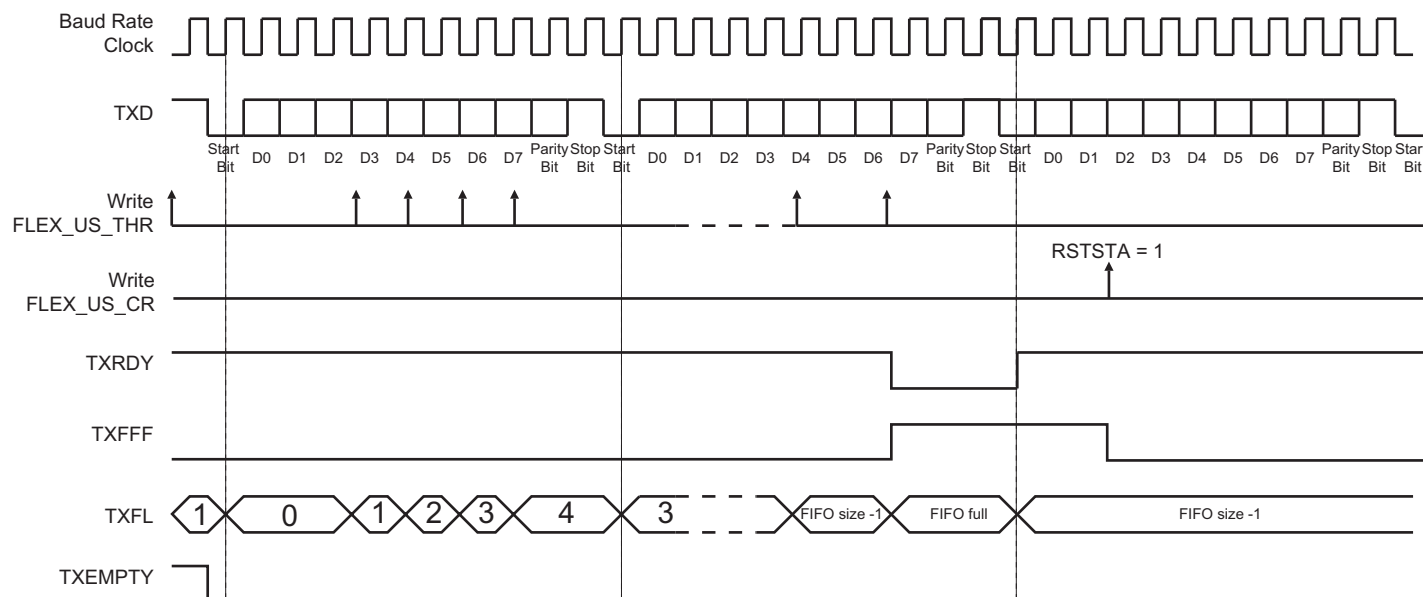 Baud Rate
Clock
TXD
Start
Bit
D0
D1
D2
D3
D4
D5
D6
D7
Parity
Bit
Stop
Bit
Start
Bit
D0
D1
D2
D3
D4
D5
D6
D7
Parity
Bit
Stop
Bit
Start
Bit
D0
D1
D2
D3
D4
D5
D6
D7
Parity
Bit
Stop
Bit
Start
Bit
Write
FLEX_US_THR
RSTSTA = 1
Write
FLEX_US_CR
TXRDY
TXFFF
TXFL
1
0
1
2
3
4
3
FIFO size -1
FIFO full
FIFO size -1
TXEMPTY